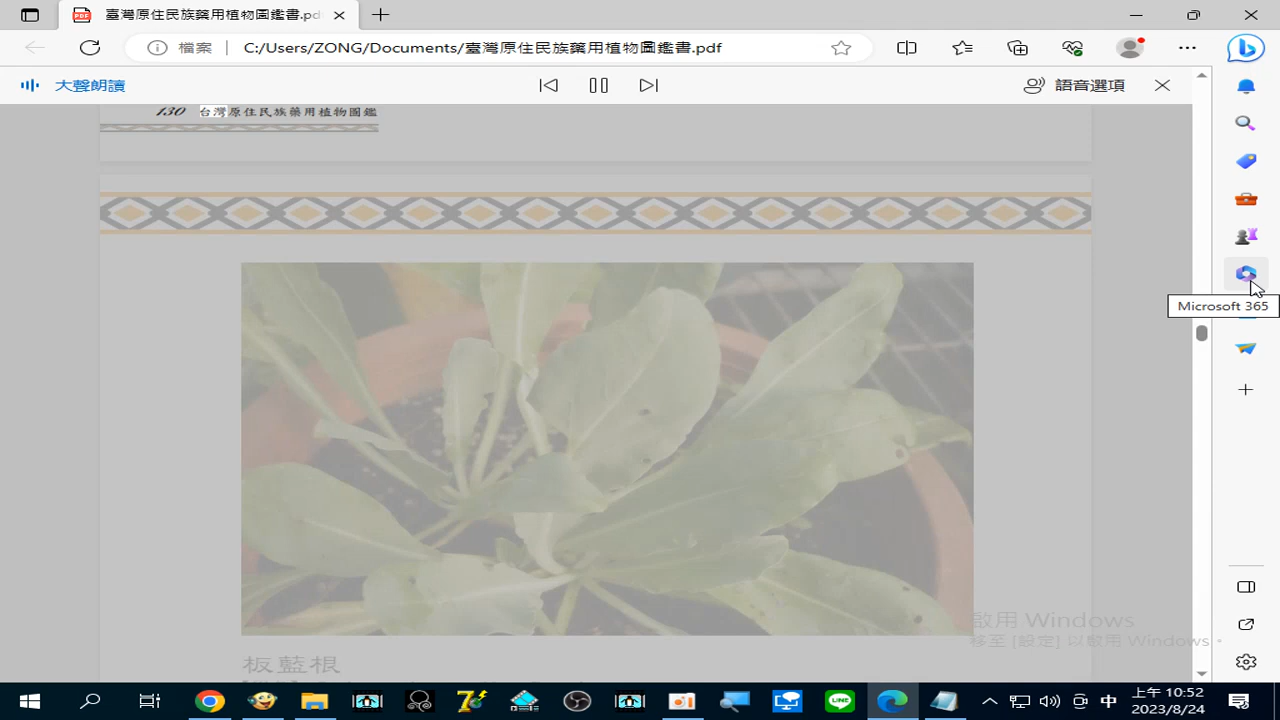 臺灣原住民族藥用植物圖鑑書.pd
檔案
C:/Users/ZONG/Documents/臺灣原住民族藥用植物圖鑑書.pdf
大聲朗讀
語音選項
130 台灣原住民族藥用植物圖鑑
Microsoft 365
啟用 Windows
移至 [設定] 以啟用 Windows。
板藍根
LINE
中
上午 10:52
2023/8/24